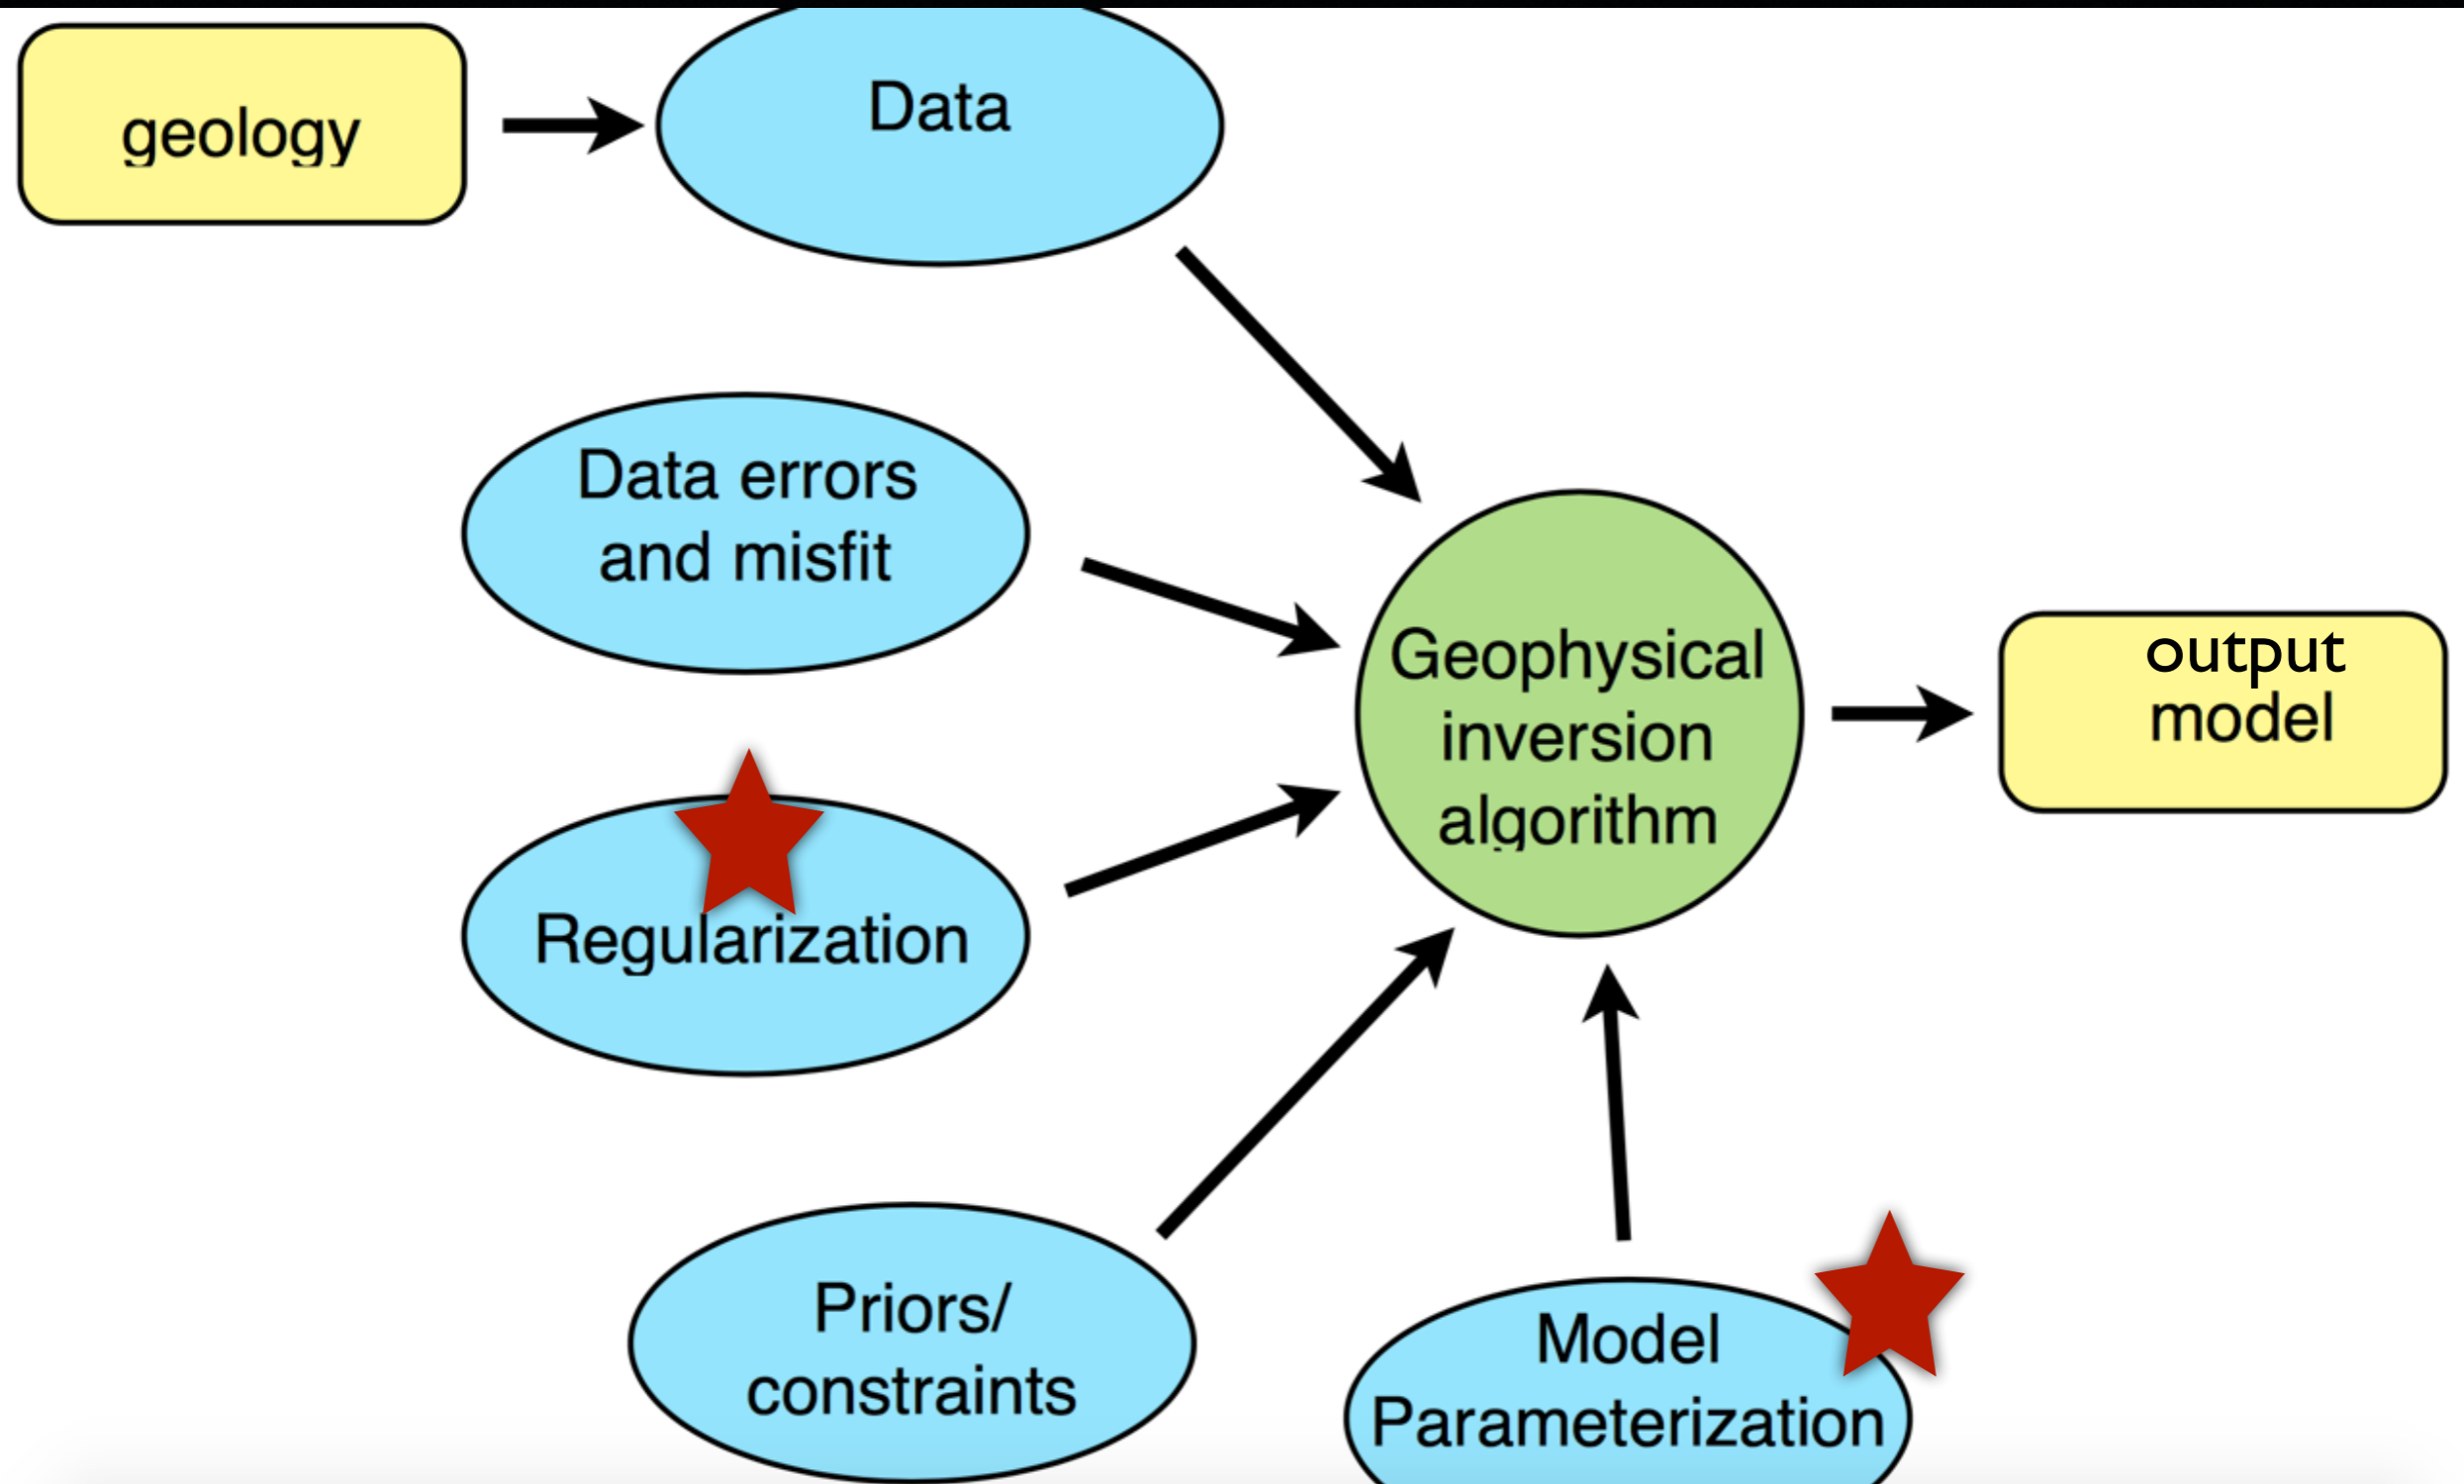 geology
Data
Data errors
and misfit
Geophysical
inversion
algorithm
output
model
Regularization
Priors/
constraints
Model
Parameterization